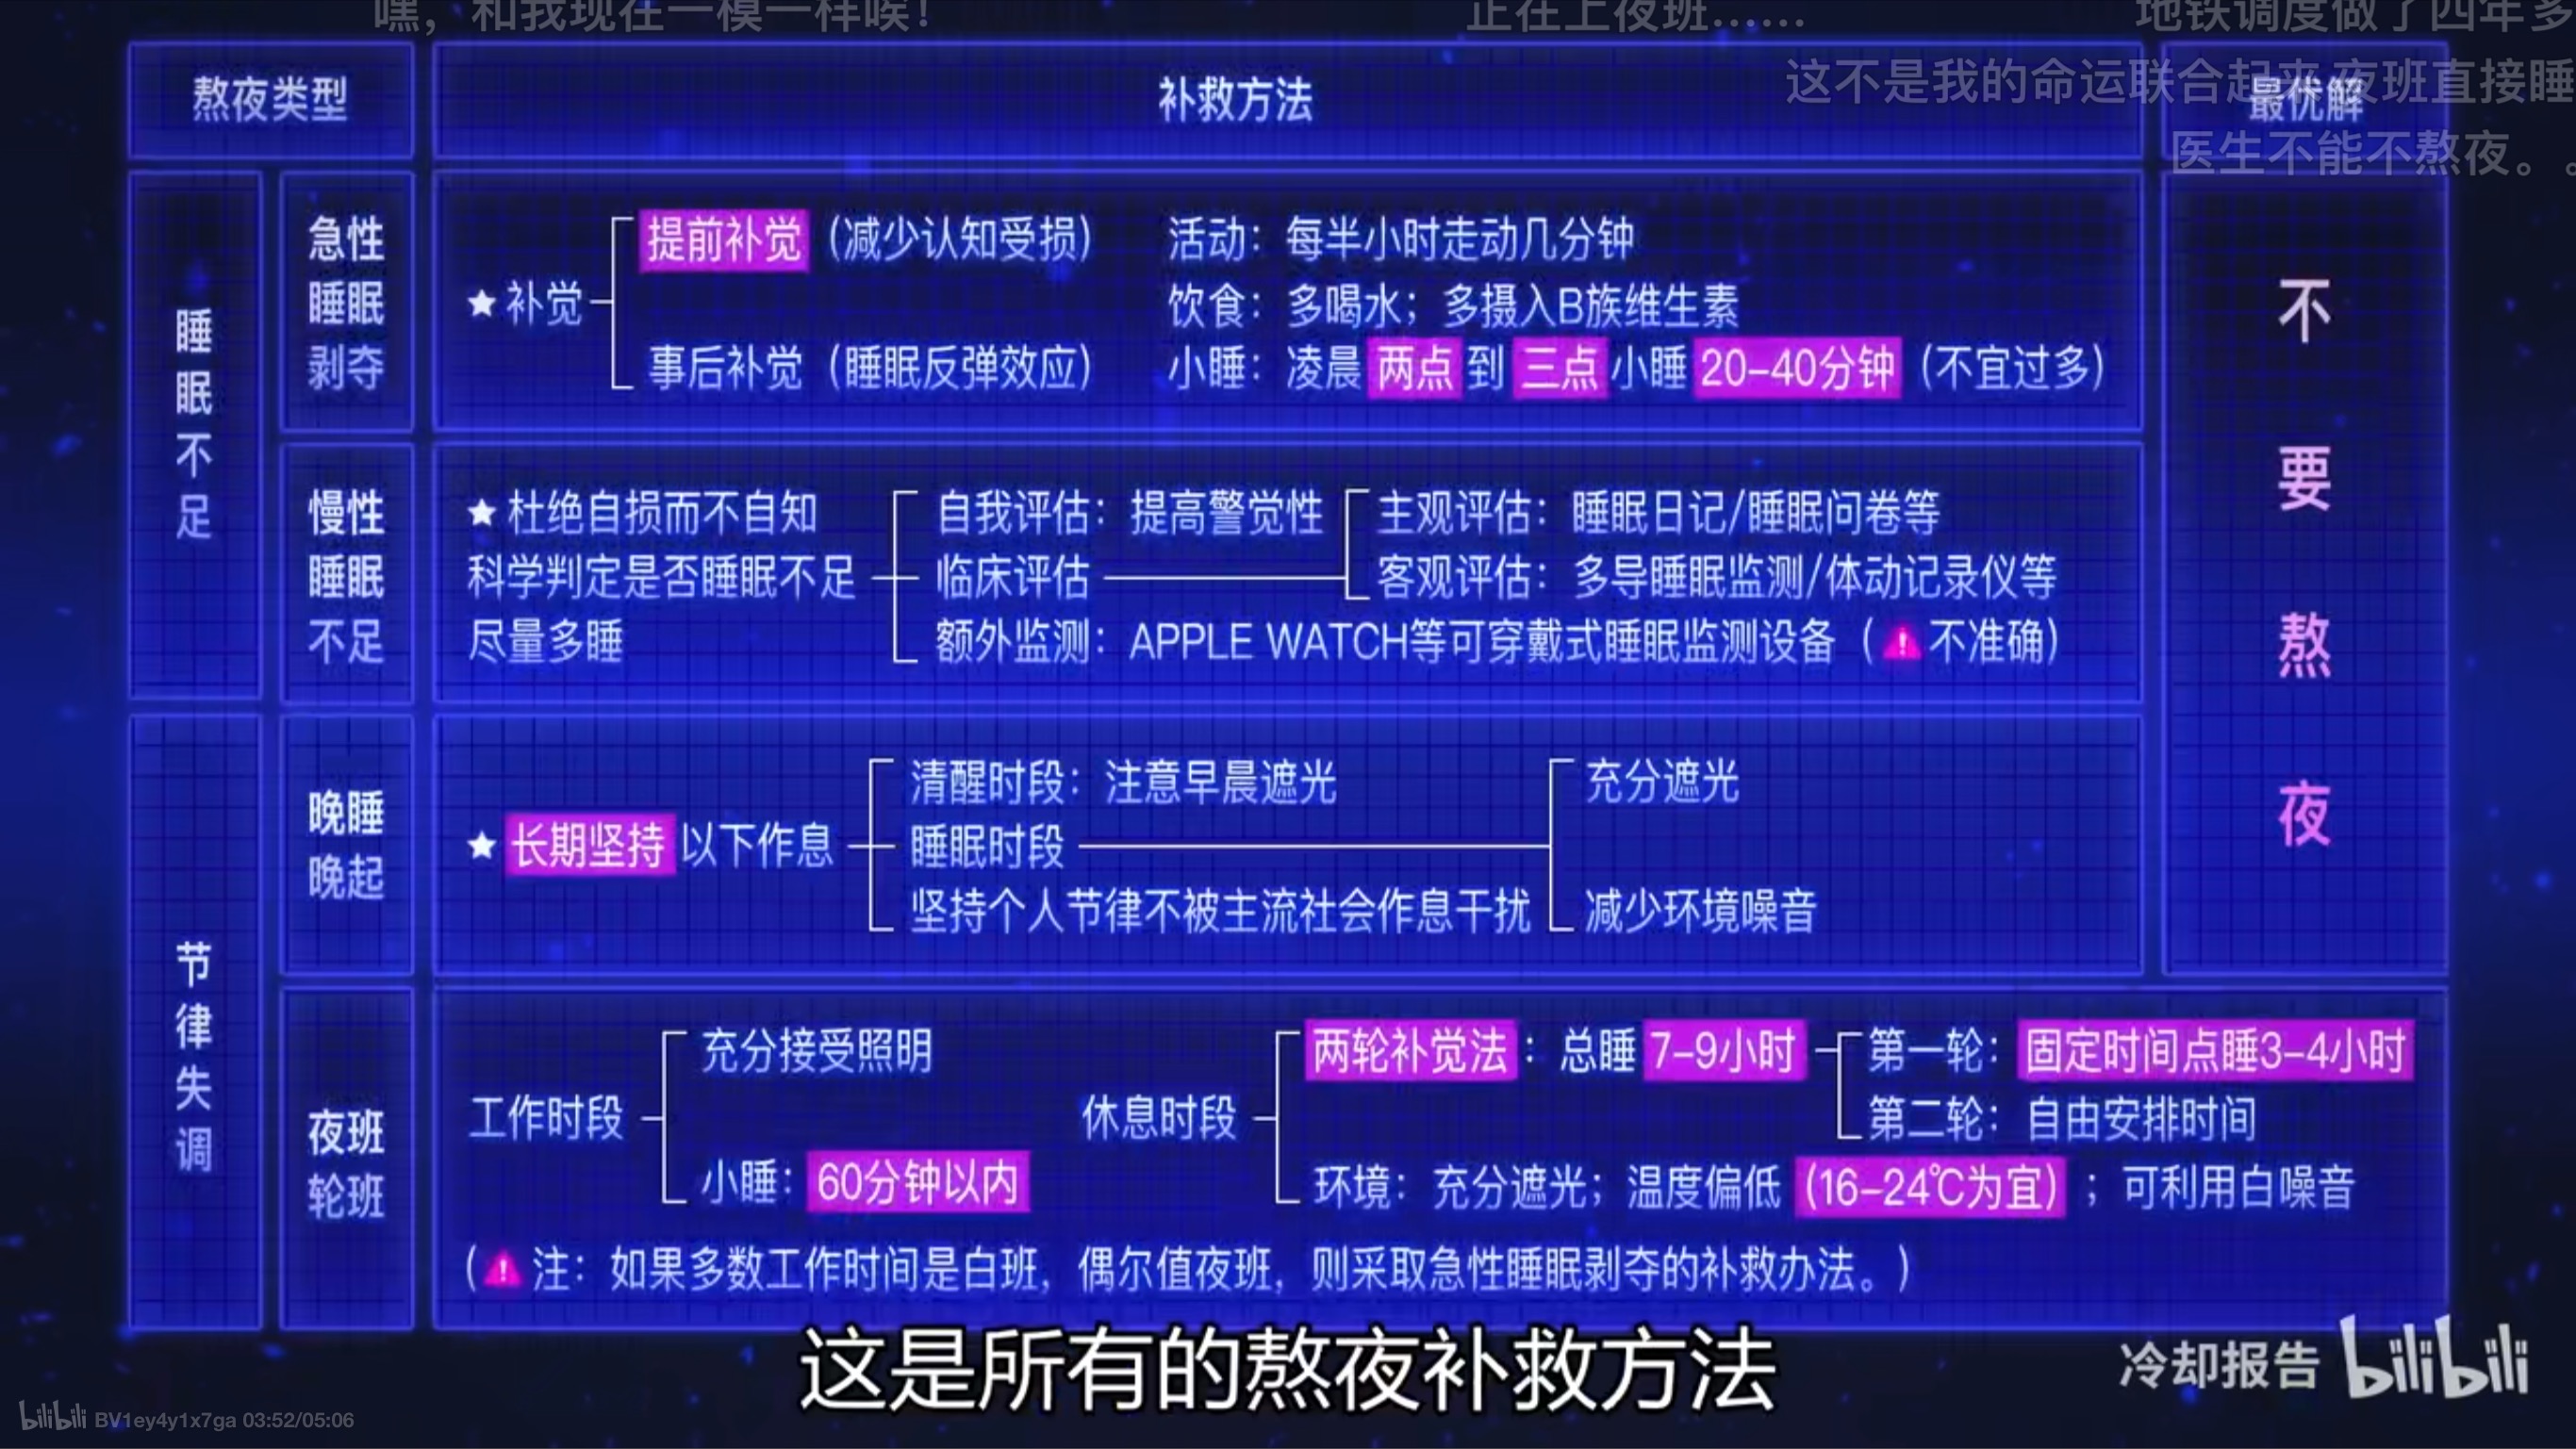 嘿，和我现在一模一样唉！
正在上夜班……
地铁调度做了四年多
这不是我的命运联合起来
夜班直接睡
医生不能不熬夜。。
熬夜类型
补救方法
最优解
睡眠不足
急性
睡眠
剥夺
★补觉
提前补觉（减少认知受损）
事后补觉（睡眠反弹效应）
活动：每半小时走动几分钟
饮食：多喝水；多摄入B族维生素
小睡：凌晨两点到三点小睡20-40分钟（不宜过多）
慢性
睡眠
不足
★杜绝自损而不自知
科学判定是否睡眠不足
尽量多睡
自我评估：提高警觉性
临床评估
额外监测：APPLE WATCH等可穿戴式睡眠监测设备（⚠不准确）
主观评估：睡眠日记/睡眠问卷等
客观评估：多导睡眠监测/体动记录仪等
节律失调
晚睡
晚起
★长期坚持以下作息
清醒时段：注意早晨遮光
睡眠时段
坚持个人节律不被主流社会作息干扰
充分遮光
减少环境噪音
夜班
轮班
工作时段
充分接受照明
小睡：60分钟以内
休息时段
两轮补觉法：总睡7-9小时
第一轮：固定时间点睡3-4小时
第二轮：自由安排时间
环境：充分遮光；温度偏低(16-24℃为宜)；可利用白噪音
（⚠注：如果多数工作时间是白班，偶尔值夜班，则采取急性睡眠剥夺的补救办法。）
不要熬夜
这是所有的熬夜补救方法
冷却报告 bilibili
bilibili BV1ey4y1x7ga 03:52/05:06